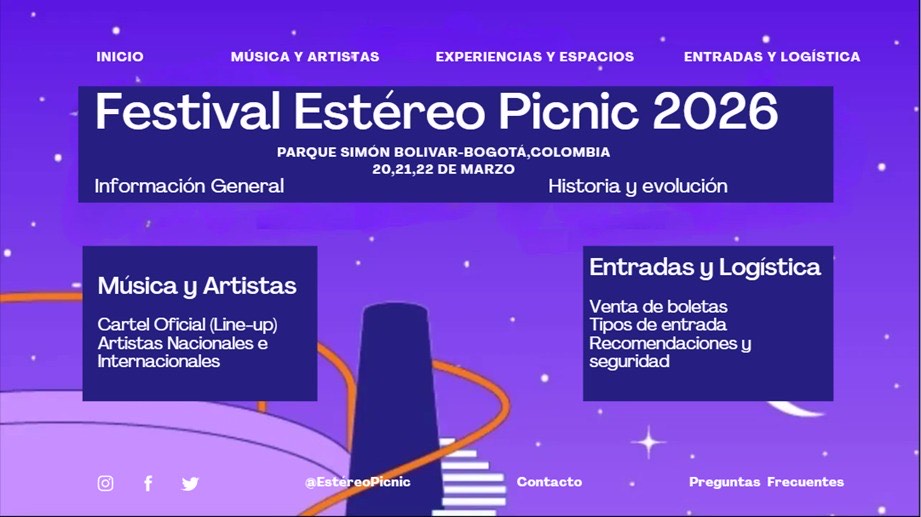 INICIO
MÚSICA Y ARTISTAS
EXPERIENCIAS Y ESPACIOS
ENTRADAS Y LOGÍSTICA
Festival Estéreo Picnic 2026
PARQUE SIMÓN BOLIVAR-BOGOTÁ,COLOMBIA
20,21,22 DE MARZO
Información General
Historia y evolución
Música y Artistas
Cartel Oficial (Line-up)
Artistas Nacionales e
Internacionales
Entradas y Logística
Venta de boletas
Tipos de entrada
Recomendaciones y
seguridad
@EstéreoPicnic
Contacto
Preguntas Frecuentes